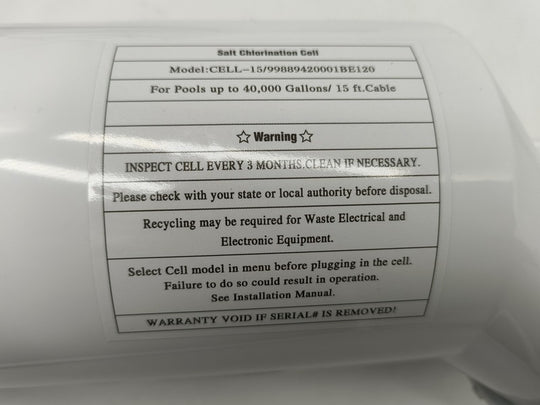 Salt Chlorination Cell
Model:CELL-15/99889420001BE120
For Pools up to 40,000 Gallons/ 15 ft.Cable
☆ Warning ☆
INSPECT CELL EVERY 3 MONTHS.CLEAN IF NECESSARY.
Please check with your state or local authority before disposal.
Recycling may be required for Waste Electrical and
Electronic Equipment.
Select Cell model in menu before plugging in the cell.
Failure to do so could result in operation.
See Installation Manual.
WARRANTY VOID IF SERIAL# IS REMOVED!